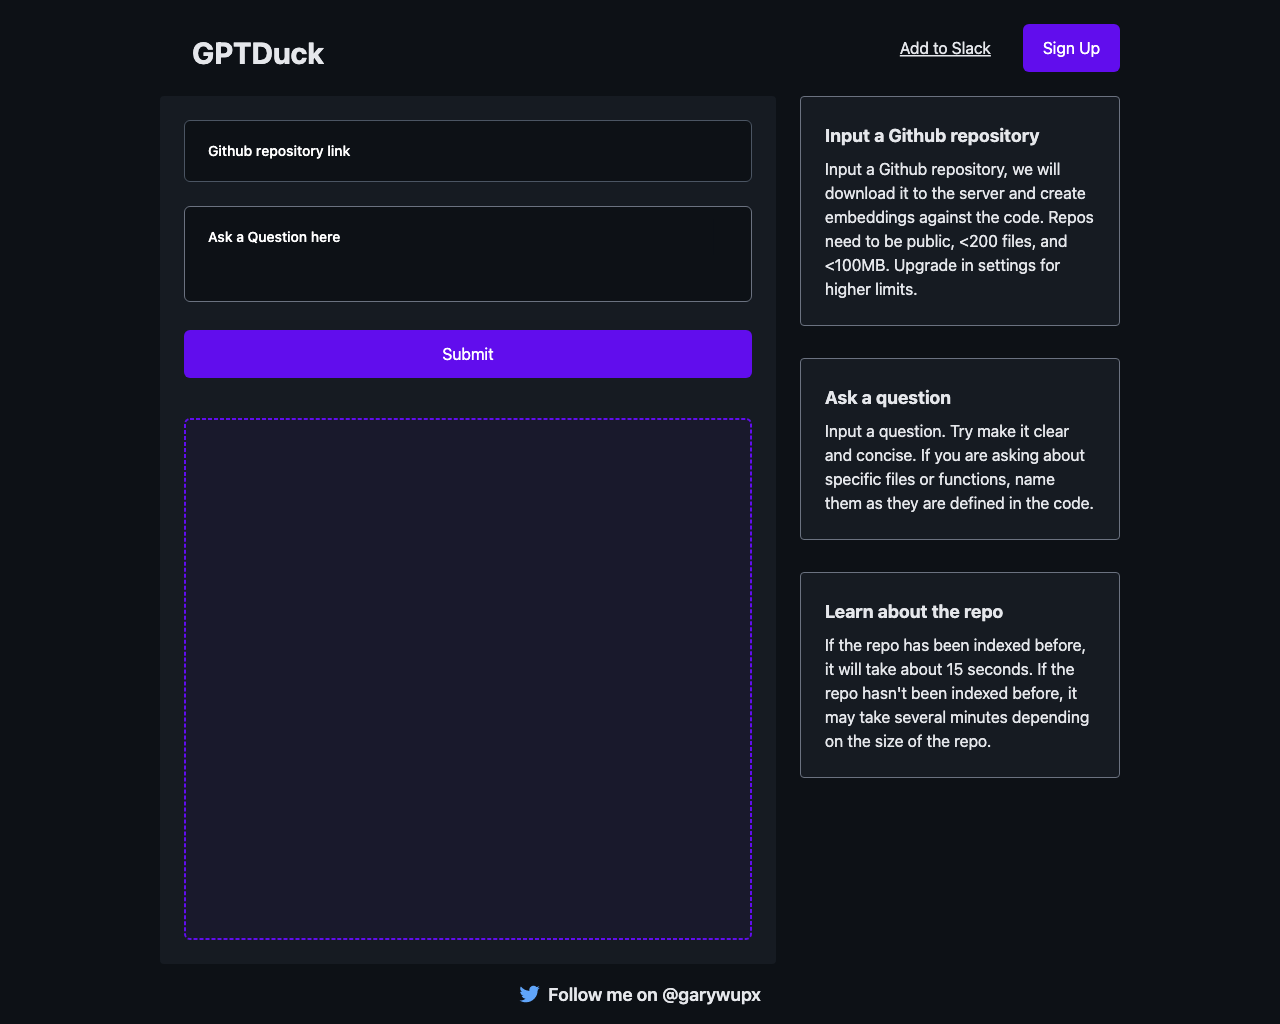 GPTDuck
Add to Slack
Sign Up
Github repository link
Ask a Question here
Submit
Input a Github repository
Input a Github repository, we will
download it to the server and create
embeddings against the code. Repos
need to be public, <200 files, and
<100MB. Upgrade in settings for
higher limits.
Ask a question
Input a question. Try make it clear
and concise. If you are asking about
specific files or functions, name
them as they are defined in the code.
Learn about the repo
If the repo has been indexed before,
it will take about 15 seconds. If the
repo hasn't been indexed before, it
may take several minutes depending
on the size of the repo.
Follow me on @garywupx